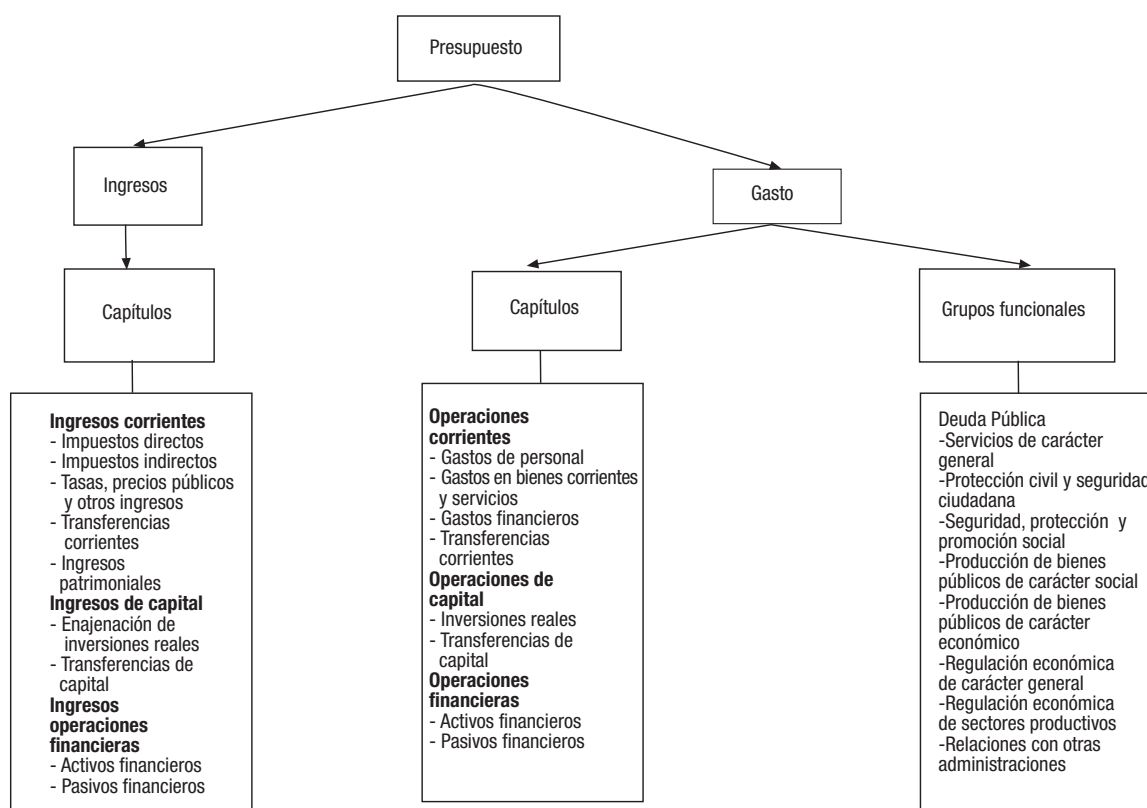 Presupuesto
Ingresos
Gasto
Capítulos
Capítulos
Grupos funcionales
Ingresos corrientes
- Impuestos directos
- Impuestos indirectos
- Tasas, precios públicos
y otros ingresos
- Transferencias
corrientes
- Ingresos
patrimoniales
Ingresos de capital
- Enajenación de
inversiones reales
- Transferencias de
capital
Ingresos
operaciones
financieras
- Activos financieros
- Pasivos financieros
Operaciones
corrientes
- Gastos de personal
- Gastos en bienes corrientes
y servicios
- Gastos financieros
- Transferencias
corrientes
Operaciones de
capital
- Inversiones reales
- Transferencias de
capital
Operaciones
financieras
- Activos financieros
- Pasivos financieros
Deuda Pública
-Servicios de carácter
general
-Protección civil y seguridad
ciudadana
-Seguridad, protección y
promoción social
-Producción de bienes
públicos de carácter social
-Producción de bienes
públicos de carácter
económico
-Regulación económica
de carácter general
-Regulación económica
de sectores productivos
-Relaciones con otras
administraciones